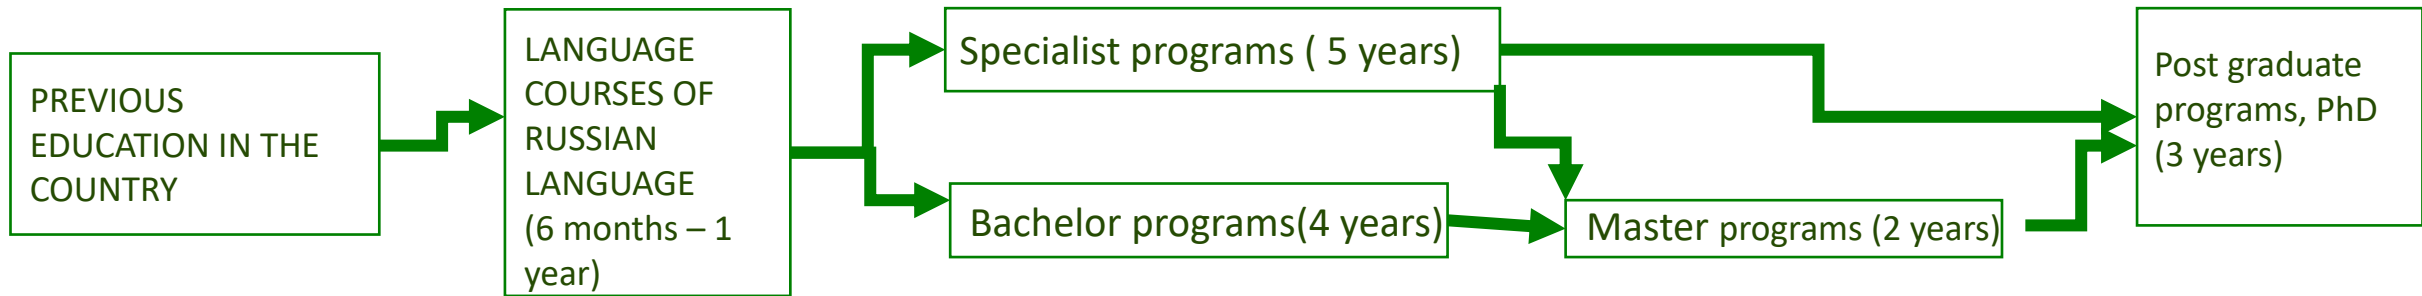 PREVIOUS
EDUCATION IN THE
COUNTRY
LANGUAGE
COURSES OF
RUSSIAN
LANGUAGE
(6 months – 1
year)
Specialist programs ( 5 years)
Bachelor programs(4 years)
Master programs (2 years)
Post graduate
programs, PhD
(3 years)